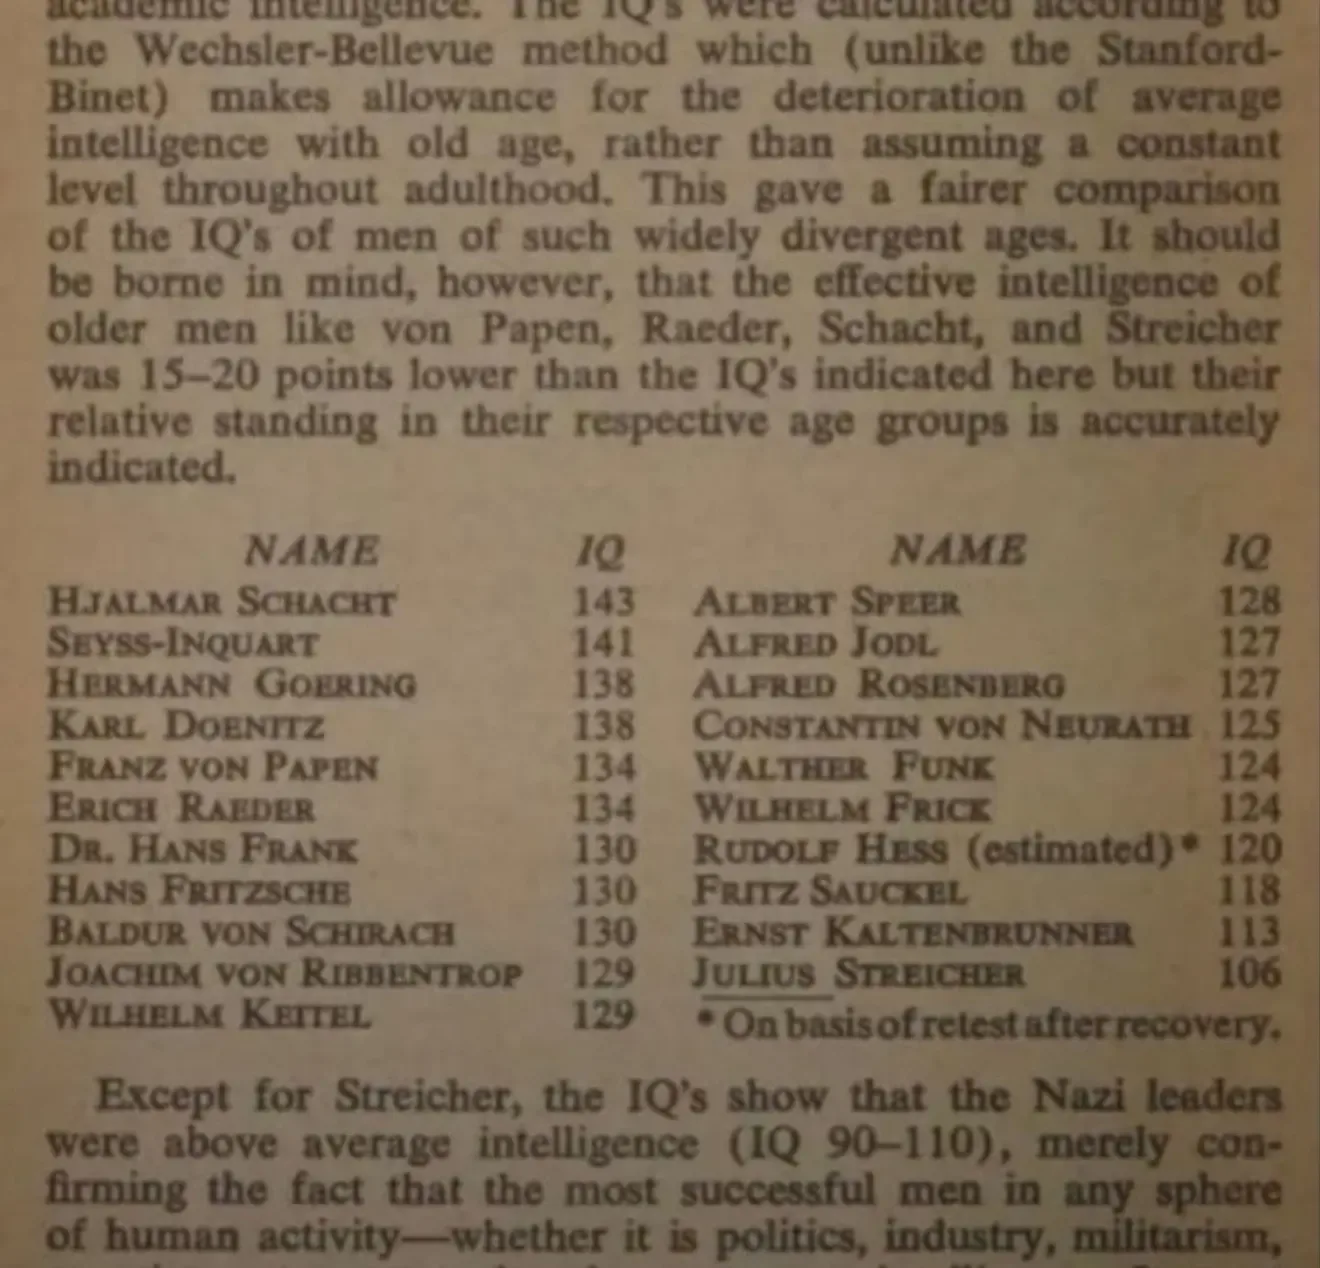 academic intelligence. The IQ's were calculated according to
the Wechsler-Bellevue method which (unlike the Stanford-
Binet) makes allowance for the deterioration of average
intelligence with old age, rather than assuming a constant
level throughout adulthood. This gave a fairer comparison
of the IQ's of men of such widely divergent ages. It should
be borne in mind, however, that the effective intelligence of
older men like von Papen, Raeder, Schacht, and Streicher
was 15–20 points lower than the IQ's indicated here but their
relative standing in their respective age groups is accurately
indicated.
NAME IQ NAME IQ
HJALMAR SCHACHT 143 ALBERT SPEER 128
SEYSS-INQUART 141 ALFRED JODL 127
HERMANN GOERING 138 ALFRED ROSENBERG 127
KARL DOENITZ 138 CONSTANTIN VON NEURATH 125
FRANZ VON PAPEN 134 WALTHER FUNK 124
ERICH RAEDER 134 WILHELM FRICK 124
DR. HANS FRANK 130 RUDOLF HESS (estimated)* 120
HANS FRITZSCHE 130 FRITZ SAUCKEL 118
BALDUR VON SCHIRACH 130 ERNST KALTENBRUNNER 113
JOACHIM VON RIBBENTROP 129 JULIUS STREICHER 106
WILHELM KEITEL 129 * On basis of retest after recovery.
Except for Streicher, the IQ's show that the Nazi leaders
were above average intelligence (IQ 90–110), merely con-
firming the fact that the most successful men in any sphere
of human activity—whether it is politics, industry, militarism,